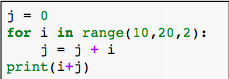 j = 0
for i in range(10,20,2):
    j = j + i
print(i+j)